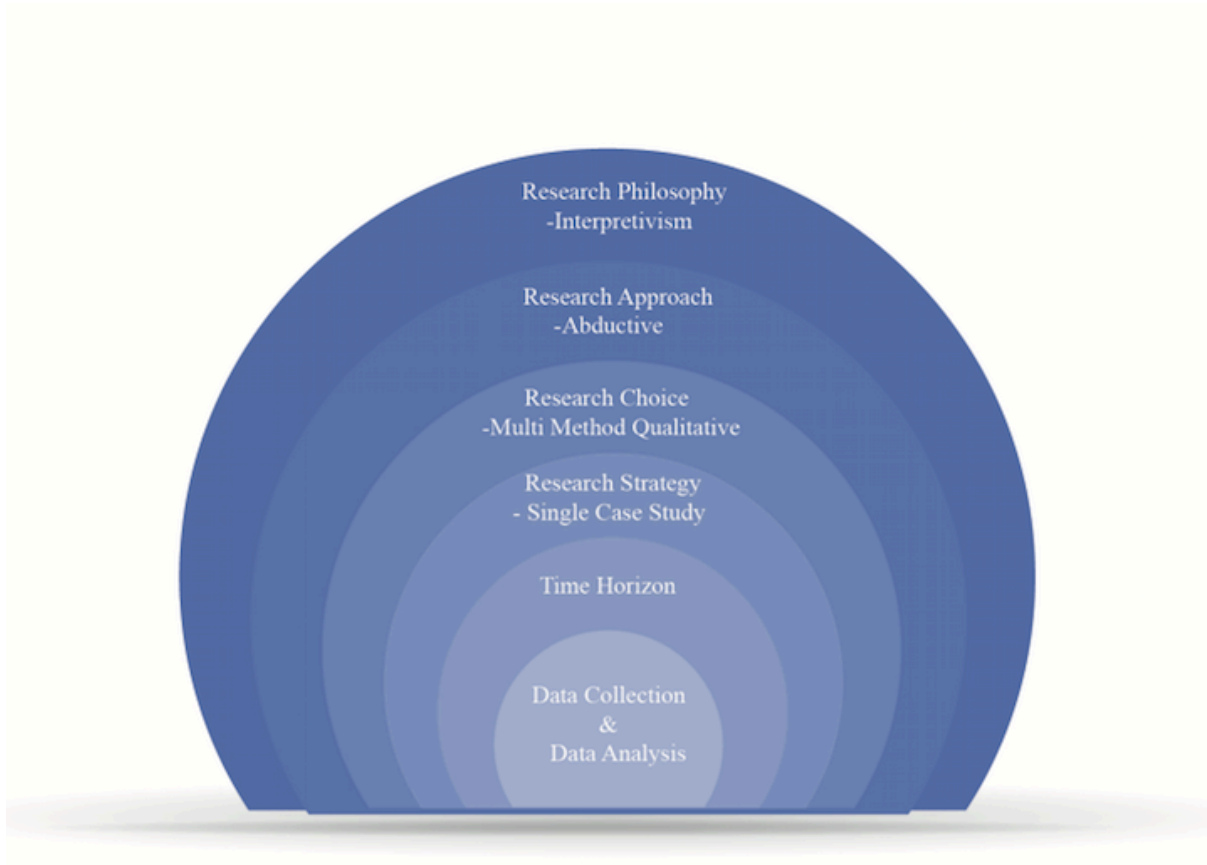 Research Philosophy
-Interpretivism
Research Approach
-Abductive
Research Choice
-Multi Method Qualitative
Research Strategy
- Single Case Study
Time Horizon
Data Collection
&
Data Analysis